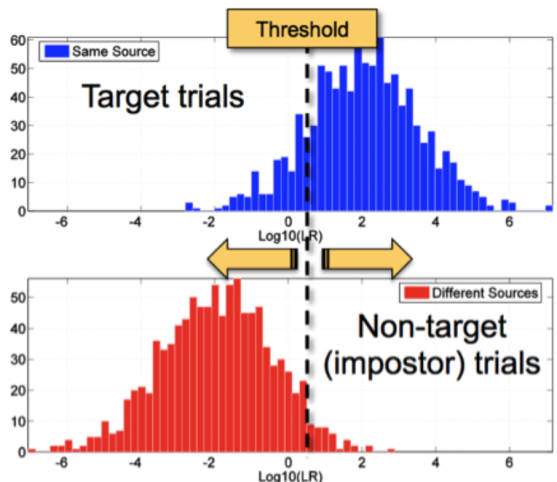 Threshold
60
Same Source
50
Target trials
40
30
20
10
0
-6 -4 -2 0 2 4 6
Log10(LR)
50
Different Sources
Non-target
40
(impostor) trials
30
20
10
0
-6 -4 -2 0 2 4 6
Log10(LR)